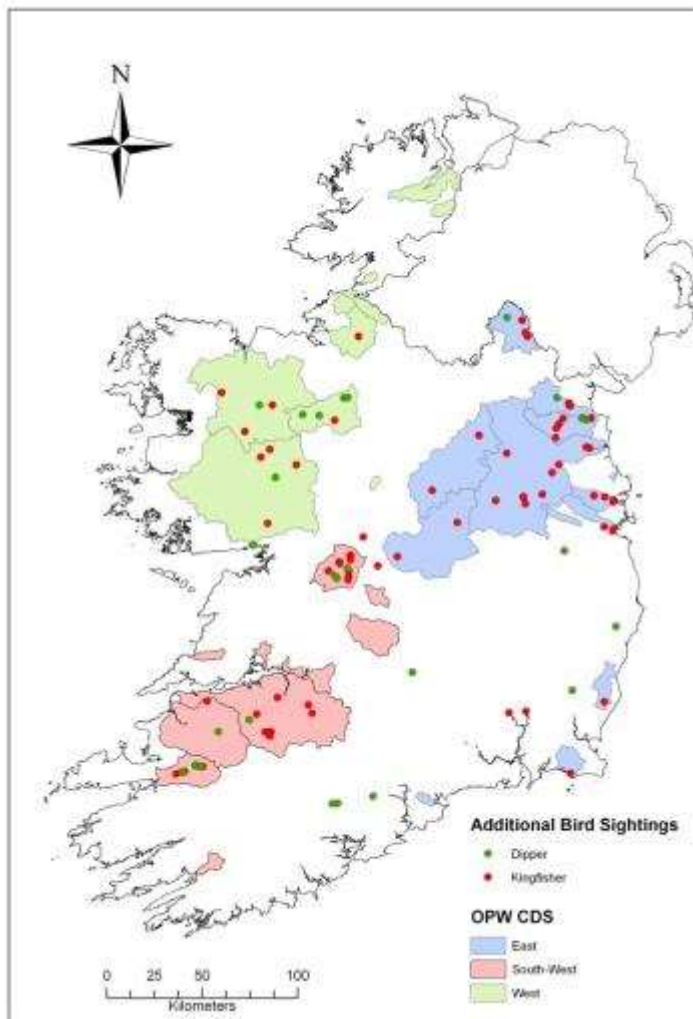 N
Additional Bird Sightings
Dipper
Kingfisher
OPW CDS
East
South-West
West
0 25 50 100
Kilometers